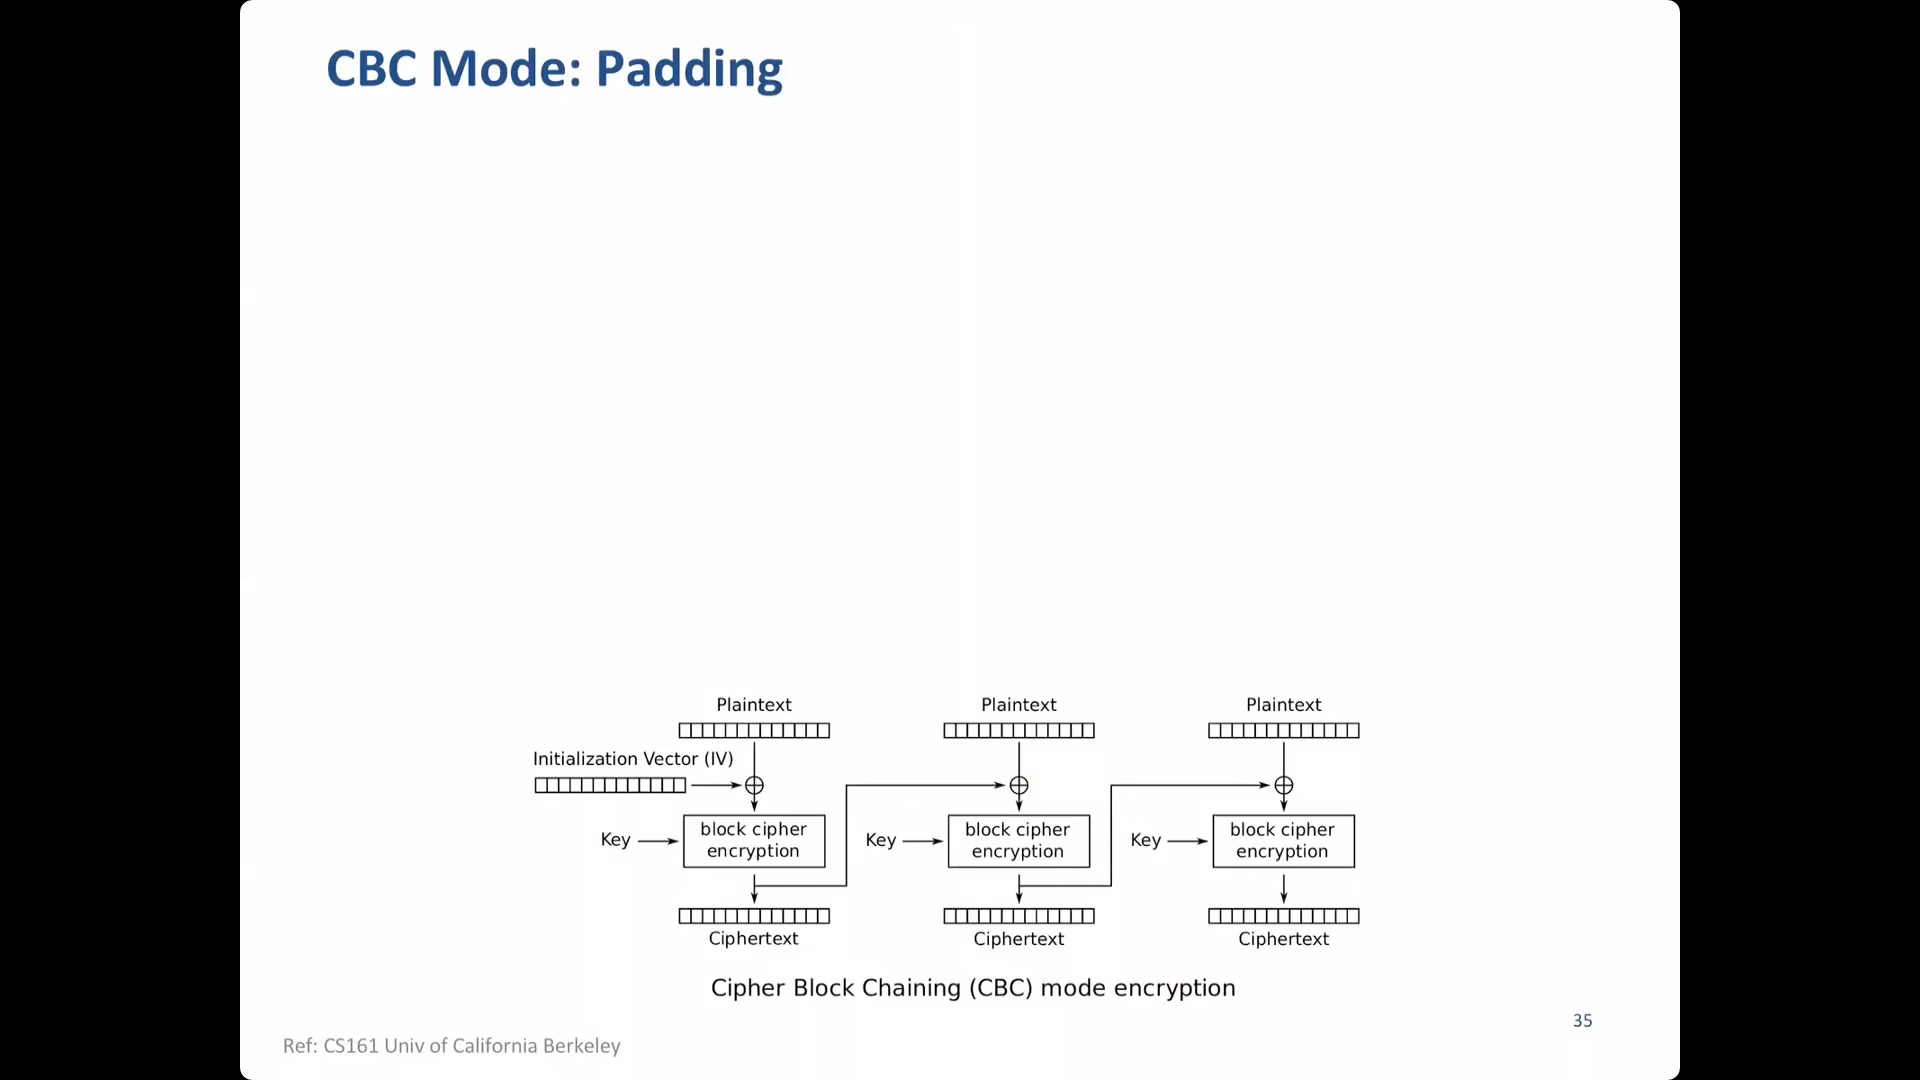 CBC Mode: Padding
Plaintext
Plaintext
Plaintext
Initialization Vector (IV)
Key
block cipher
encryption
Key
block cipher
encryption
Key
block cipher
encryption
Ciphertext
Ciphertext
Ciphertext
Cipher Block Chaining (CBC) mode encryption
35
Ref: CS161 Univ of California Berkeley